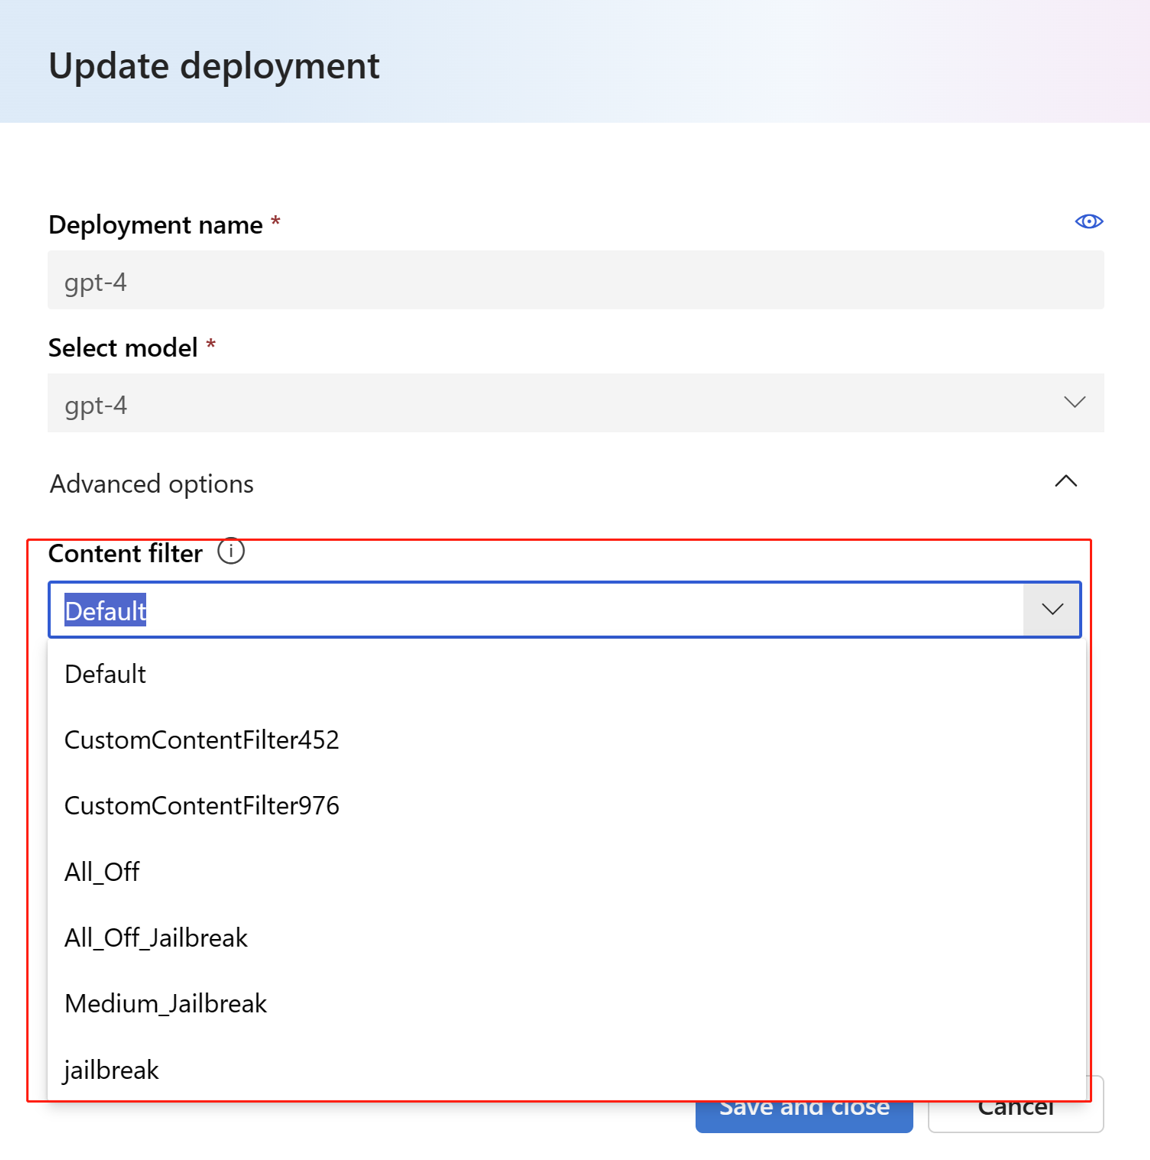 Update deployment
Deployment name *
gpt-4
Select model *
gpt-4
Advanced options
Content filter
Default
Default
CustomContentFilter452
CustomContentFilter976
All_Off
All_Off_Jailbreak
Medium_Jailbreak
jailbreak
Save and close Cancel